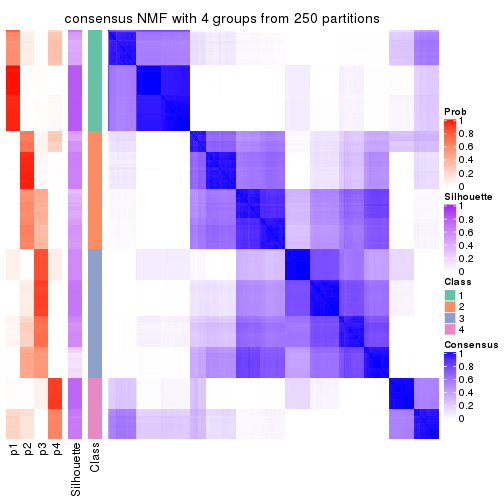 consensus NMF with 4 groups from 250 partitions
Prob
1
0.8
0.6
0.4
0.2
0
Silhouette
1
0.8
0.6
0.4
0.2
0
Class
1
2
3
4
Consensus
1
0.8
0.6
0.4
0.2
0
p1
p2
p3
p4
Silhouette
Class